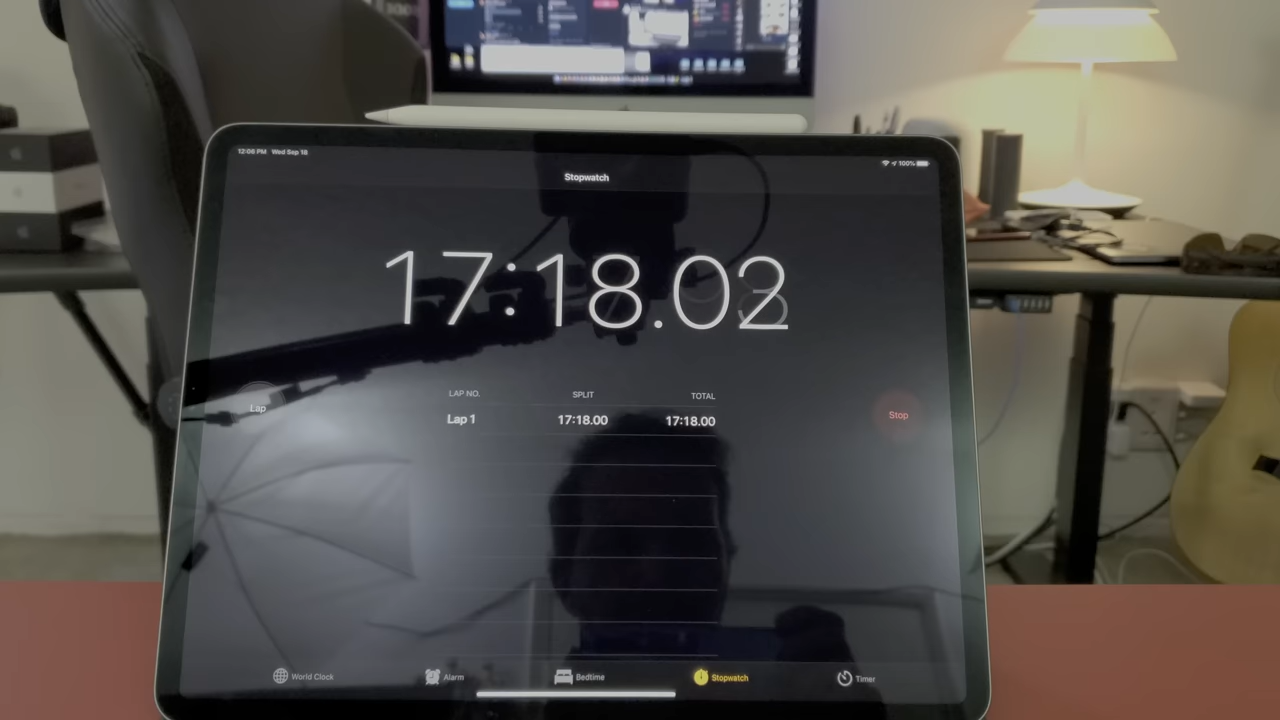 12:08 PM Wed Sep 18
100%
Stopwatch
17:18.02
LAP NO. SPLIT TOTAL
Lap 1 17:18.00 17:18.00
Lap
Stop
World Clock Alarm Bedtime Stopwatch Timer